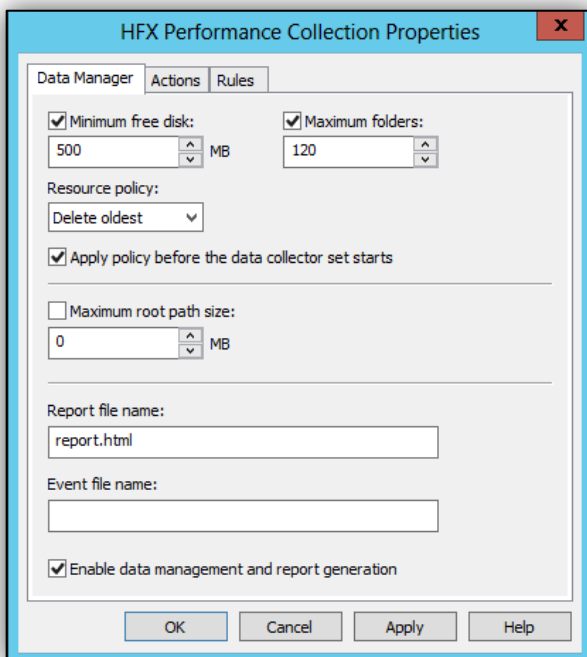 HFX Performance Collection Properties
x
Data Manager Actions Rules
Minimum free disk: Maximum folders:
500 MB 120
Resource policy:
Delete oldest
Apply policy before the data collector set starts
Maximum root path size:
0 MB
Report file name:
report.html
Event file name:
Enable data management and report generation
OK Cancel Apply Help